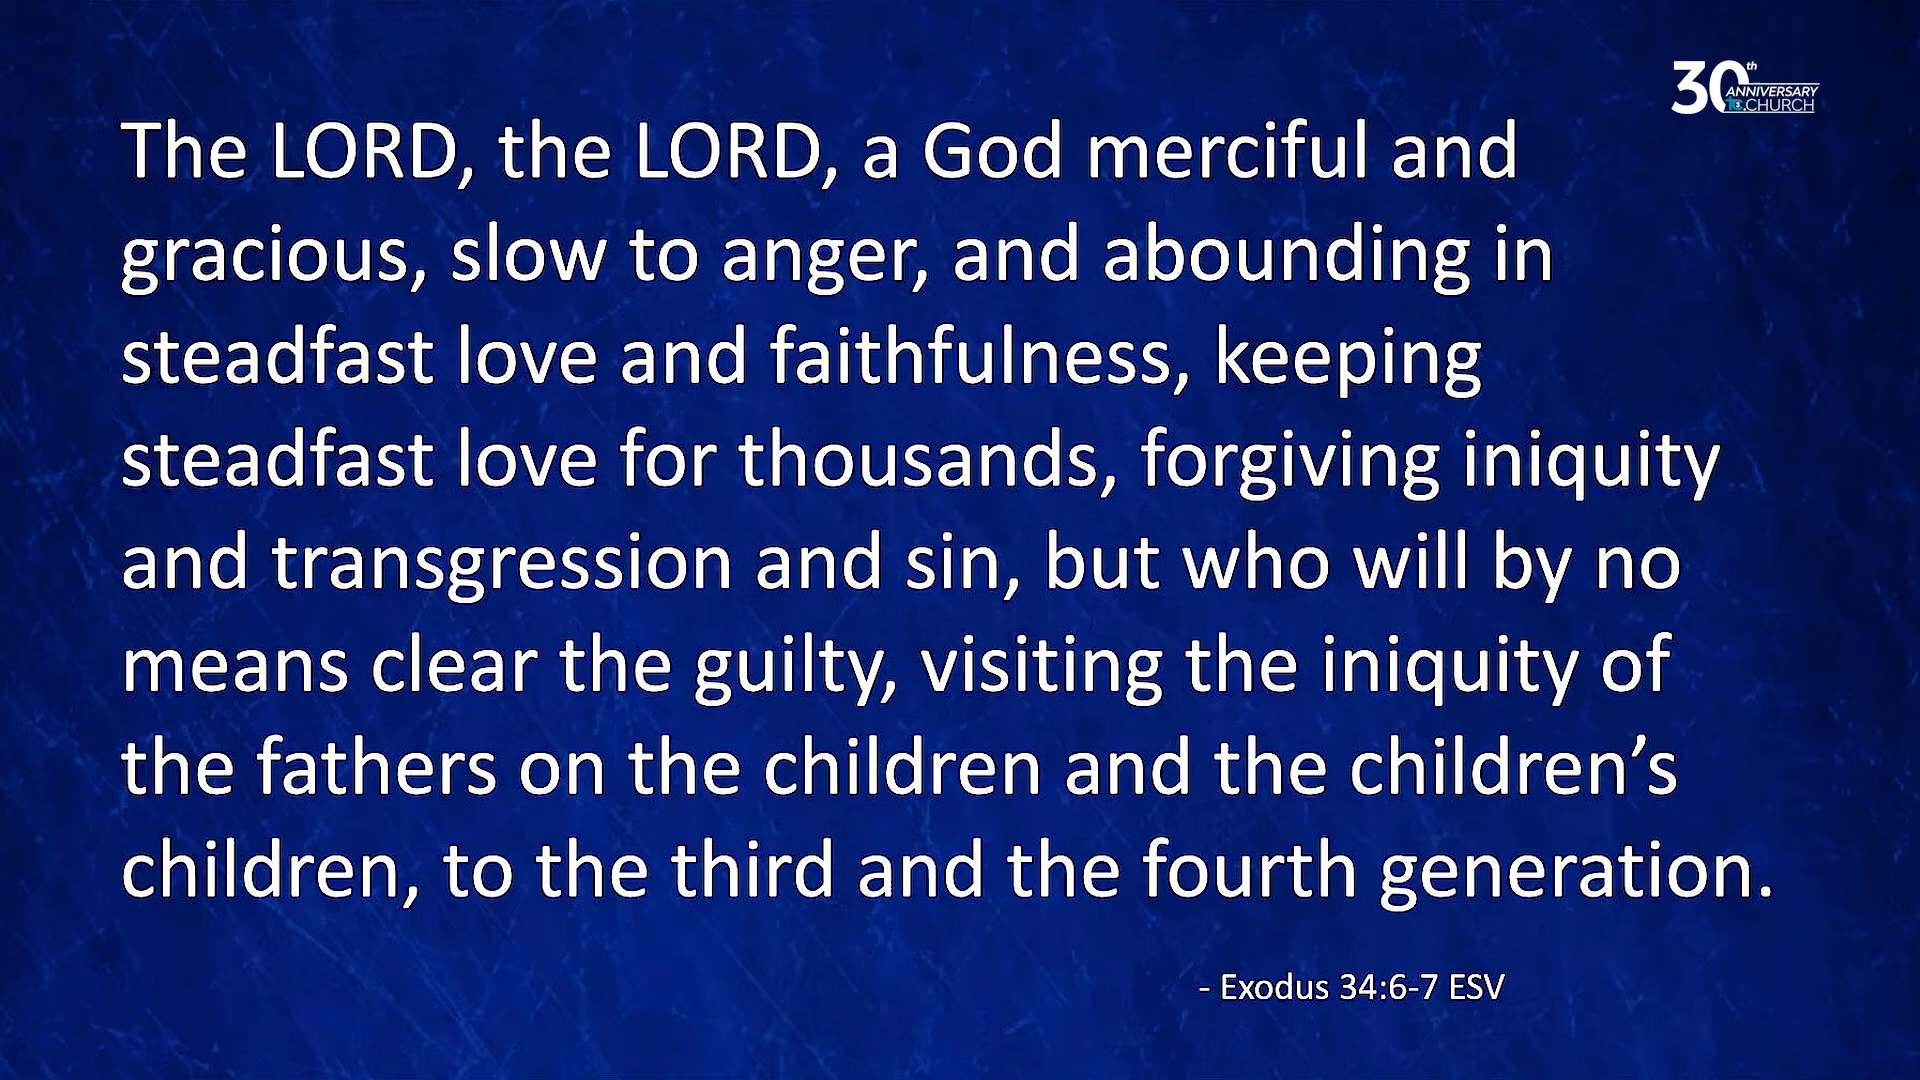 30th
ANNIVERSARY
.CHURCH
The LORD, the LORD, a God merciful and
gracious, slow to anger, and abounding in
steadfast love and faithfulness, keeping
steadfast love for thousands, forgiving iniquity
and transgression and sin, but who will by no
means clear the guilty, visiting the iniquity of
the fathers on the children and the children’s
children, to the third and the fourth generation.
- Exodus 34:6-7 ESV